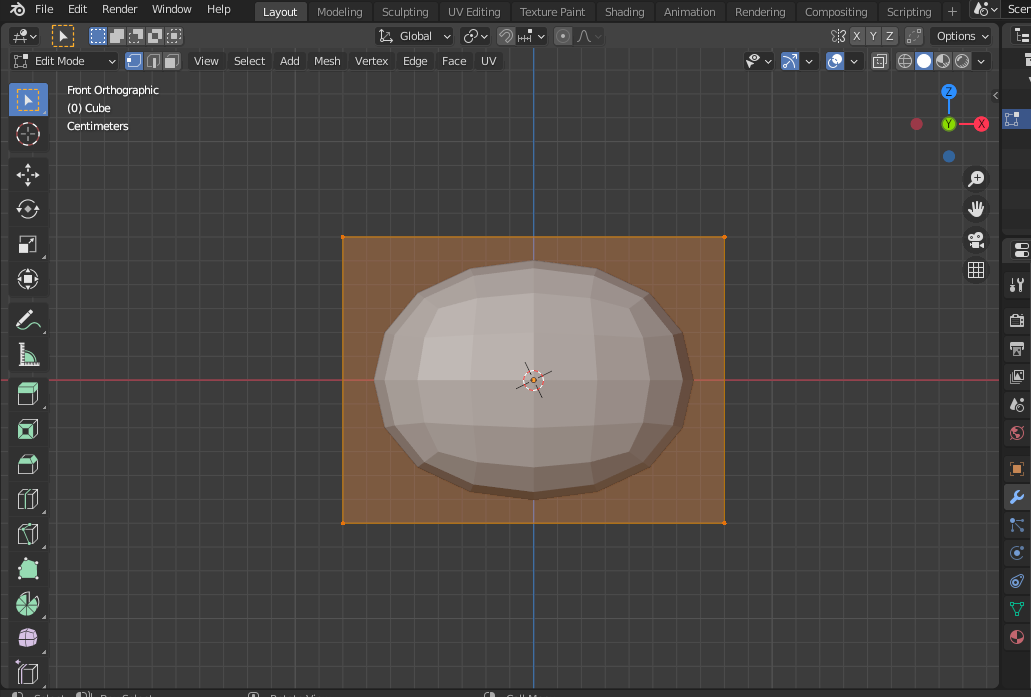 File Edit Render Window Help Layout Modeling Sculpting UV Editing Texture Paint Shading Animation Rendering Compositing Scripting + Scen
Global X Y Z Options
Edit Mode View Select Add Mesh Vertex Edge Face UV
Front Orthographic
(0) Cube
Centimeters
Z
Y X